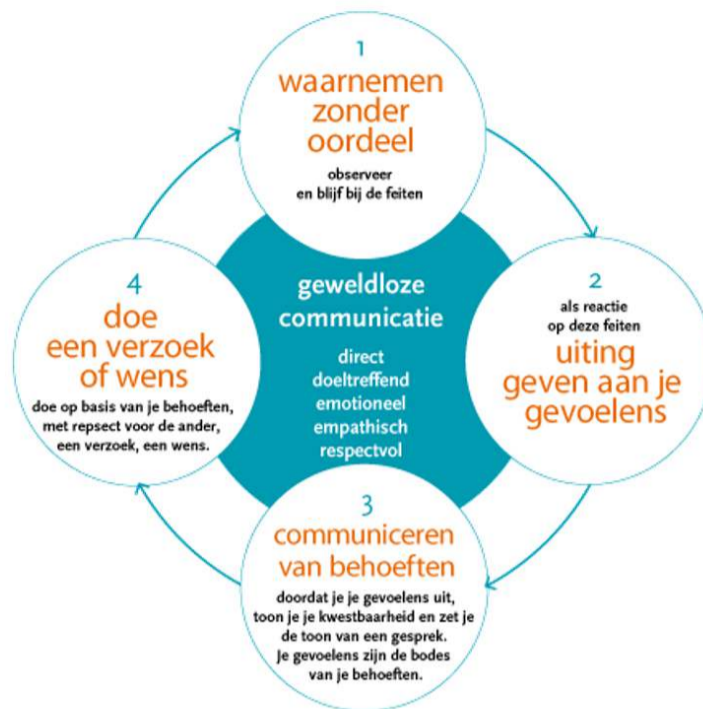 1
waarnemen
zonder
oordeel
observeer
en blijf bij de feiten
geweldloze
communicatie
direct
doeltreffend
emotioneel
empathisch
respectvol
2
als reactie
op deze feiten
uiting
geven aan je
gevoelens
3
communiceren
van behoeften
doordat je je gevoelens uit,
toon je je kwestbaarheid en zet je
de toon van een gesprek.
Je gevoelens zijn de bodes
van je behoeften.
4
doe
een verzoek
of wens
doe op basis van je behoeften,
met repsect voor de ander,
een verzoek, een wens.